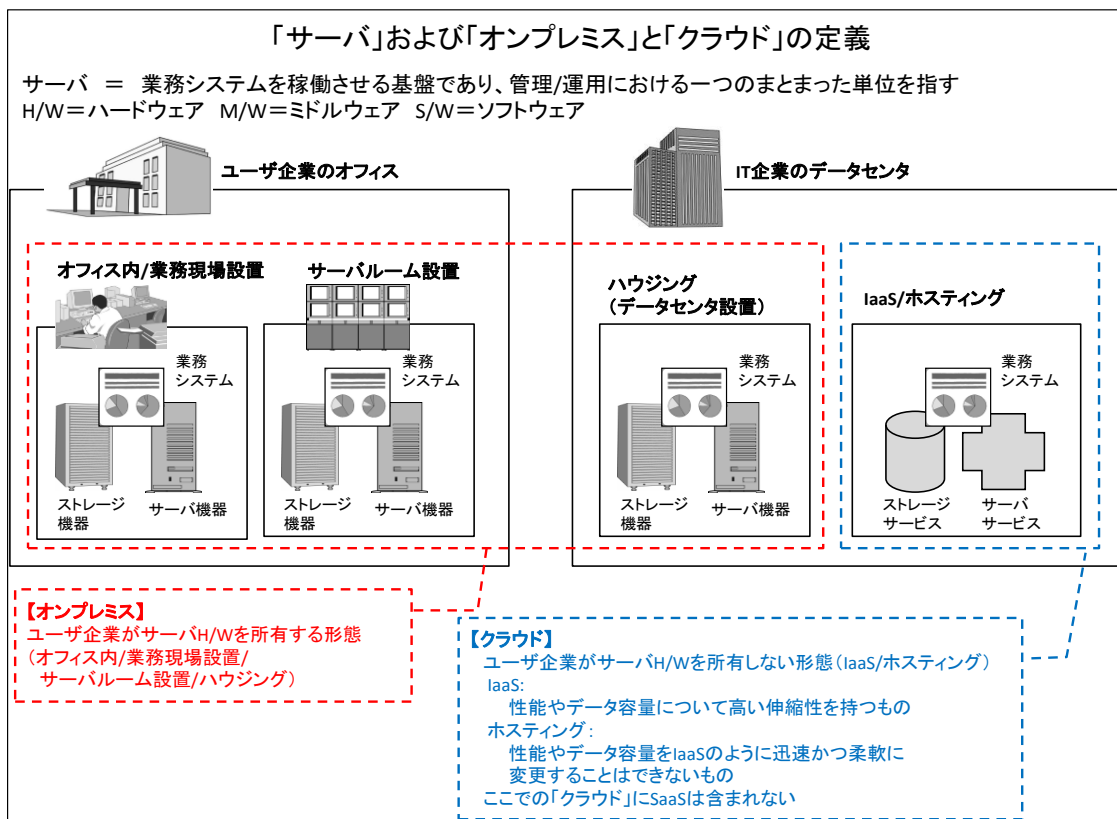 「サーバ」および「オンプレミス」と「クラウド」の定義
サーバ ＝ 業務システムを稼働させる基盤であり、管理/運用における一つのまとまった単位を指す
H/W＝ハードウェア M/W＝ミドルウェア S/W＝ソフトウェア
ユーザ企業のオフィス
IT企業のデータセンタ
オフィス内/業務現場設置
サーバルーム設置
ハウジング
（データセンタ設置）
IaaS/ホスティング
業務
システム
ストレージ
機器
サーバ機器
業務
システム
ストレージ
機器
サーバ機器
業務
システム
ストレージ
機器
サーバ機器
業務
システム
ストレージ
サービス
サーバ
サービス
【オンプレミス】
ユーザ企業がサーバH/Wを所有する形態
（オフィス内/業務現場設置/
サーバルーム設置/ハウジング）
【クラウド】
ユーザ企業がサーバH/Wを所有しない形態（IaaS/ホスティング）
IaaS:
性能やデータ容量について高い伸縮性を持つもの
ホスティング：
性能やデータ容量をIaaSのように迅速かつ柔軟に
変更することはできないもの
ここでの「クラウド」にSaaSは含まれない